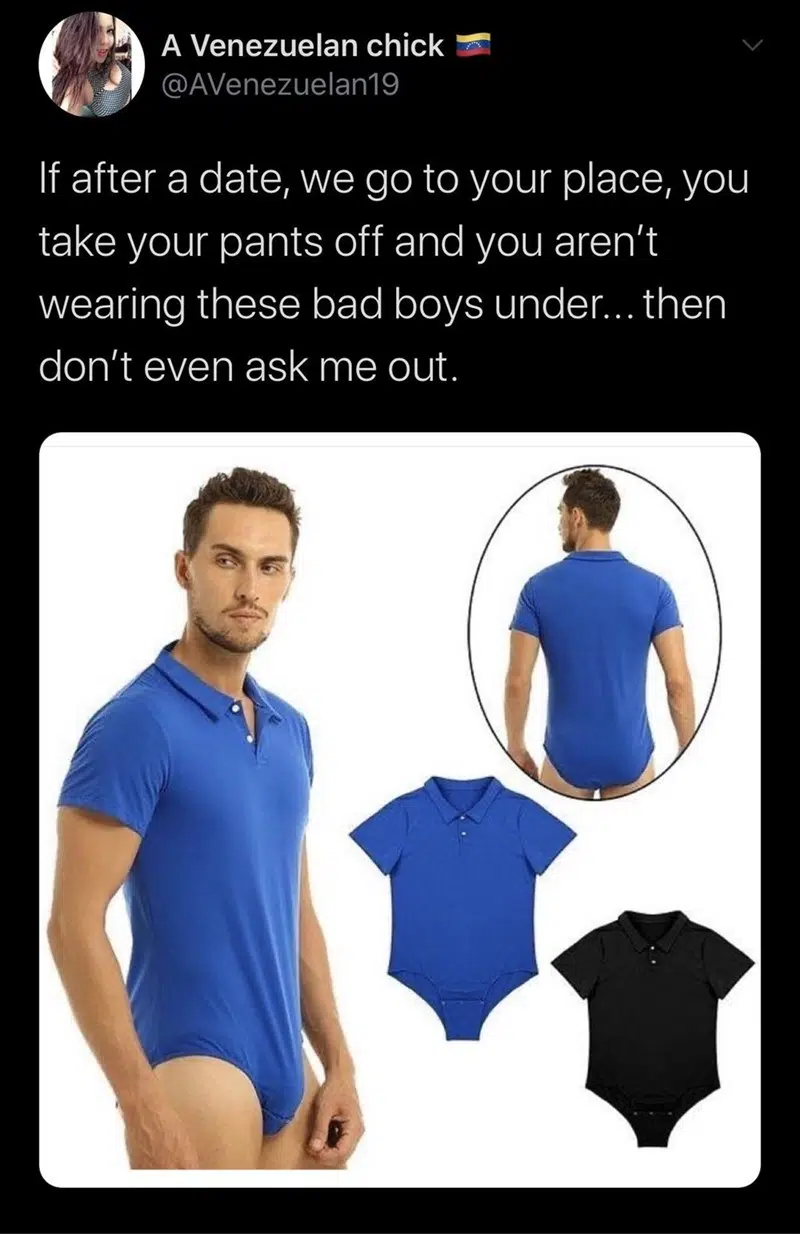 A Venezuelan chick 🇻🇪
@AVenezuelan19
If after a date, we go to your place, you
take your pants off and you aren’t
wearing these bad boys under... then
don’t even ask me out.